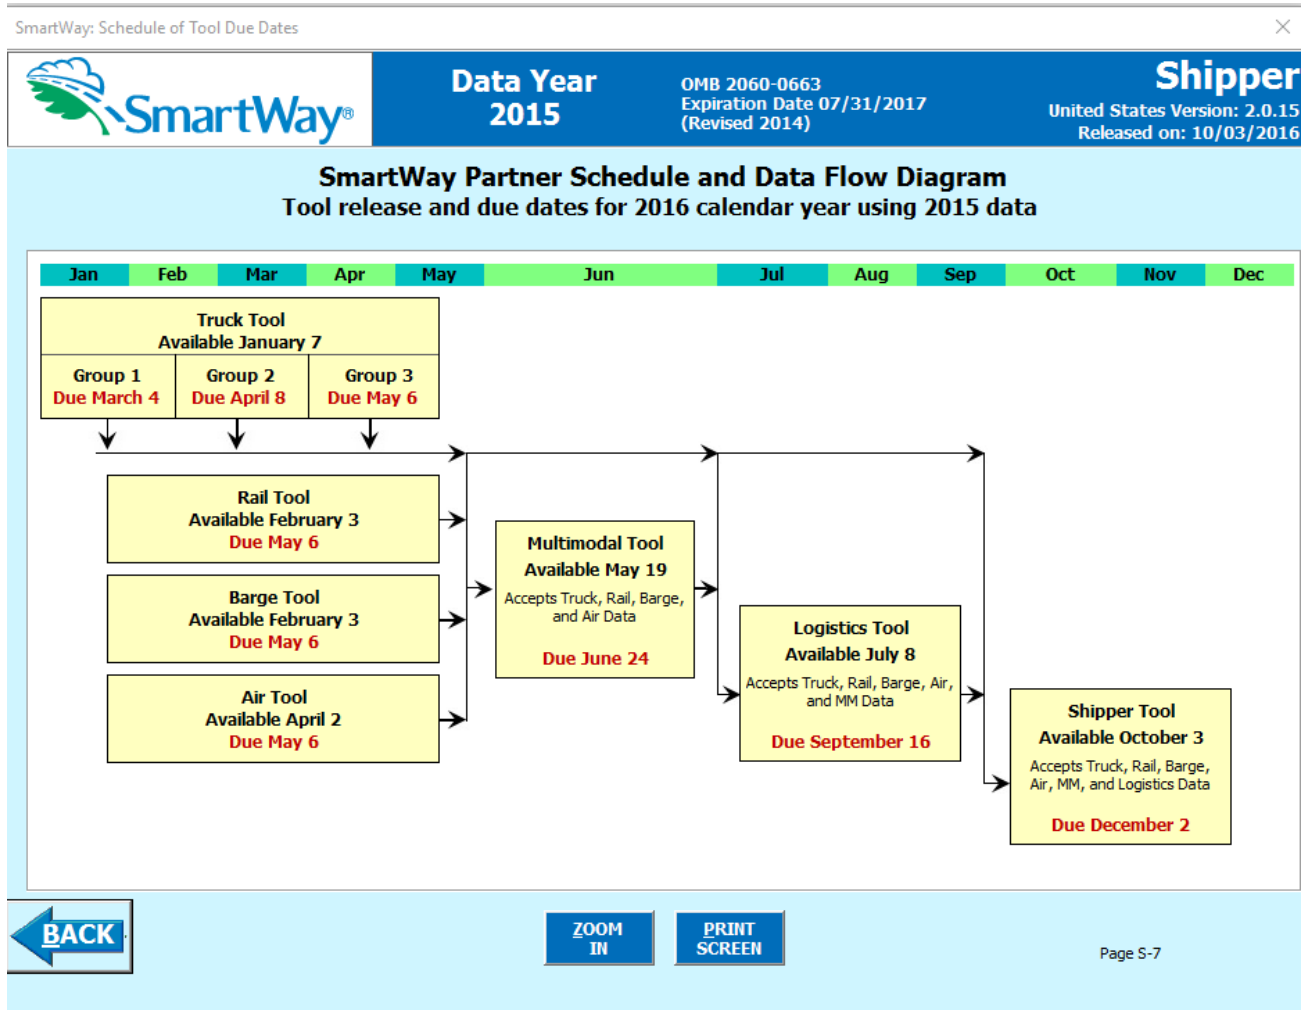 SmartWay: Schedule of Tool Due Dates
SmartWay®
Data Year
2015
OMB 2060-0663
Expiration Date 07/31/2017
(Revised 2014)
Shipper
United States Version: 2.0.15
Released on: 10/03/2016
SmartWay Partner Schedule and Data Flow Diagram
Tool release and due dates for 2016 calendar year using 2015 data
Jan Feb Mar Apr May Jun Jul Aug Sep Oct Nov Dec
Truck Tool
Available January 7
Group 1
Due March 4
Group 2
Due April 8
Group 3
Due May 6
Rail Tool
Available February 3
Due May 6
Barge Tool
Available February 3
Due May 6
Air Tool
Available April 2
Due May 6
Multimodal Tool
Available May 19
Accepts Truck, Rail, Barge,
and Air Data
Due June 24
Logistics Tool
Available July 8
Accepts Truck, Rail, Barge, Air,
and MM Data
Due September 16
Shipper Tool
Available October 3
Accepts Truck, Rail, Barge,
Air, MM, and Logistics Data
Due December 2
BACK
ZOOM
IN
PRINT
SCREEN
Page S-7